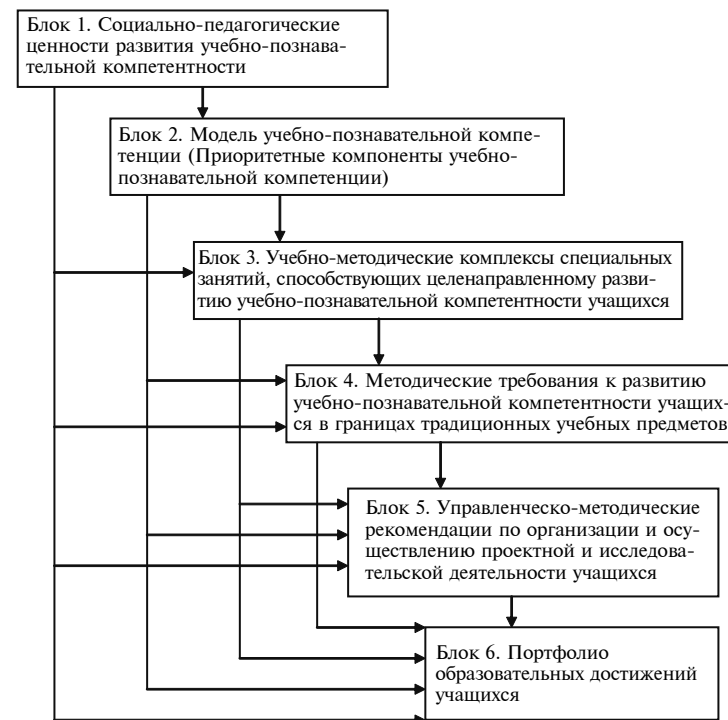 Блок 1. Социально-педагогические
ценности развития учебно-познава-
тельной компетентности
Блок 2. Модель учебно-познавательной компе-
тенции (Приоритетные компоненты учебно-
познавательной компетенции)
Блок 3. Учебно-методические комплексы специальных
занятий, способствующих целенаправленному разви-
тию учебно-познавательной компетентности учащихся
Блок 4. Методические требования к развитию
учебно-познавательной компетентности учащих-
ся в границах традиционных учебных предметов
Блок 5. Управленческо-методические
рекомендации по организации и осу-
ществлению проектной и исследова-
тельской деятельности учащихся
Блок 6. Портфолио
образовательных достижений
учащихся